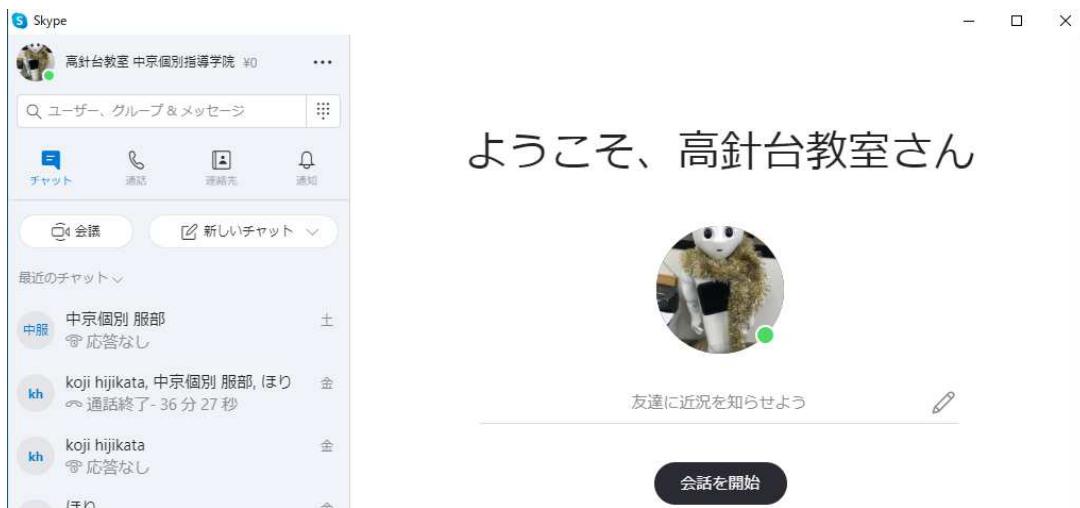 Skype
高針台教室 中京個別指導学院 ¥0
ユーザー、グループ & メッセージ
チャット 通話 連絡先 通知
会議 新しいチャット
最近のチャット
中服 中京個別 服部 土
応答なし
kh koji hijikata, 中京個別 服部, ほり 金
通話終了- 36 分 27 秒
kh koji hijikata 金
応答なし
ほり 金
ようこそ、高針台教室さん
友達に近況を知らせよう
会話を開始